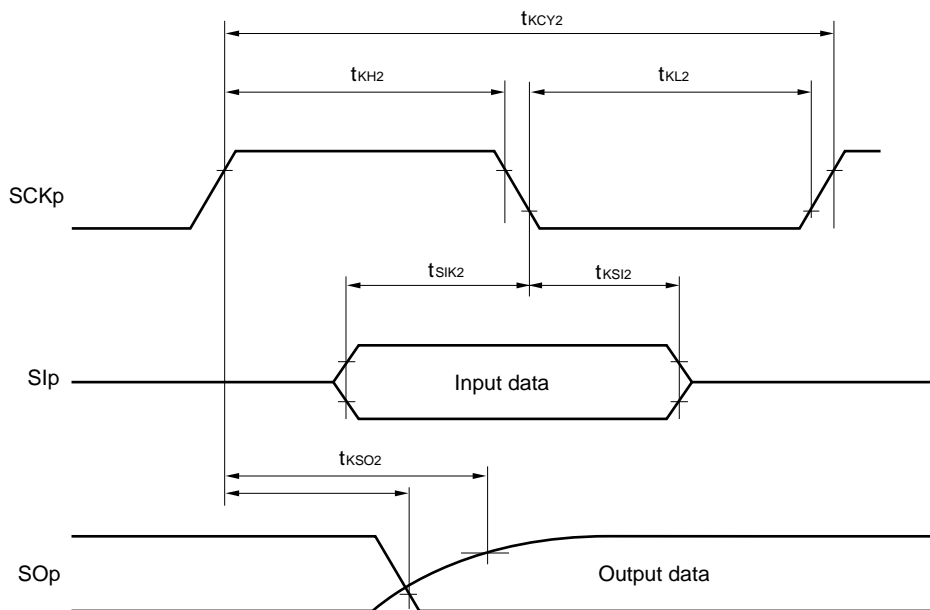 tKCY2
tKH2
tKL2
SCKp
tSIK2
tKSI2
SIp
Input data
tKSO2
SOp
Output data